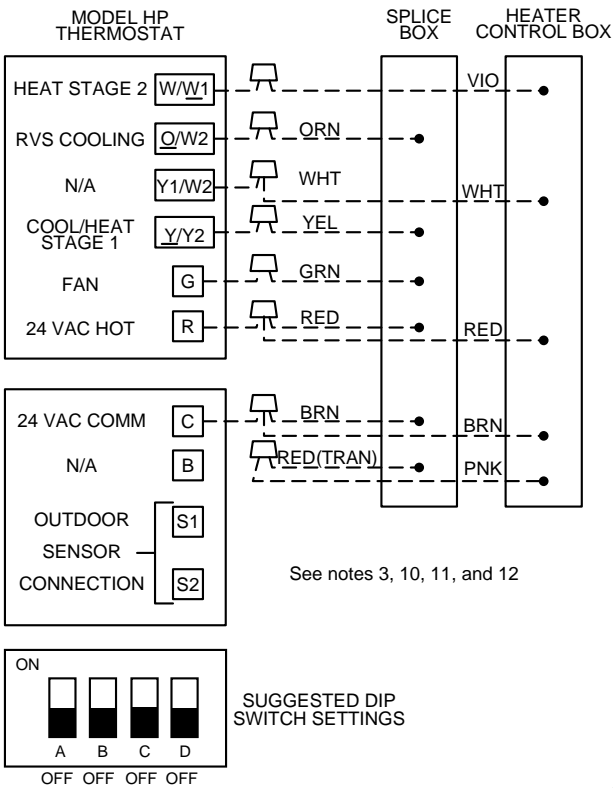 MODEL HP
THERMOSTAT
SPLICE
BOX
HEATER
CONTROL BOX
HEAT STAGE 2 W/W1 VIO
RVS COOLING O/W2 ORN
N/A Y1/W2 WHT WHT
COOL/HEAT
STAGE 1 Y/Y2 YEL
FAN G GRN
24 VAC HOT R RED RED
24 VAC COMM C BRN BRN
N/A B RED(TRAN) PNK
OUTDOOR S1
SENSOR
CONNECTION S2
See notes 3, 10, 11, and 12
ON
A B C D
OFF OFF OFF OFF
SUGGESTED DIP
SWITCH SETTINGS